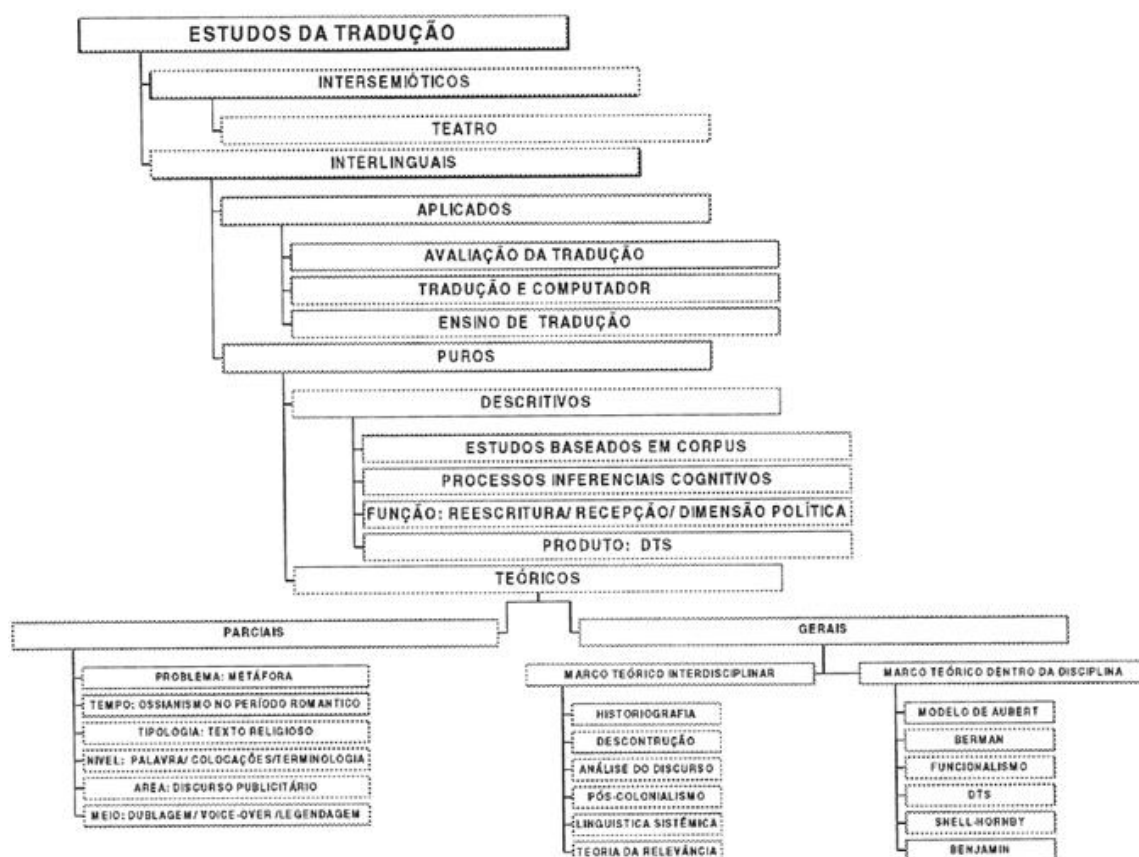 ESTUDOS DA TRADUÇÃO
INTERSEMIÓTICOS
TEATRO
INTERLINGUAIS
APLICADOS
AVALIAÇÃO DA TRADUÇÃO
TRADUÇÃO E COMPUTADOR
ENSINO DE TRADUÇÃO
PUROS
DESCRITIVOS
ESTUDOS BASEADOS EM CORPUS
PROCESSOS INFERENCIAIS COGNITIVOS
FUNÇÃO: REESCRITURA/ RECEPÇÃO/ DIMENSÃO POLÍTICA
PRODUTO: DTS
TEÓRICOS
PARCIAIS
PROBLEMA: METÁFORA
TEMPO: OSSIANISMO NO PERÍODO ROMANTICO
TIPOLOGIA: TEXTO RELIGIOSO
NIVEL: PALAVRA/ COLOCAÇÕES/TERMINOLOGIA
AREA: DISCURSO PUBLICITÁRIO
MEIO: DUBLAGEM/ VOICE-OVER /LEGENDAGEM
GERAIS
MARCO TEÓRICO INTERDISCIPLINAR
HISTORIOGRAFIA
DESCONTRUÇÃO
ANÁLISE DO DISCURSO
PÓS-COLONIALISMO
LINGUISTICA SISTÊMICA
TEORIA DA RELEVÂNCIA
MARCO TEÓRICO DENTRO DA DISCIPLINA
MODELO DE AUBERT
BERMAN
FUNCIONALISMO
DTS
SNELL-HORNBY
BENJAMIN